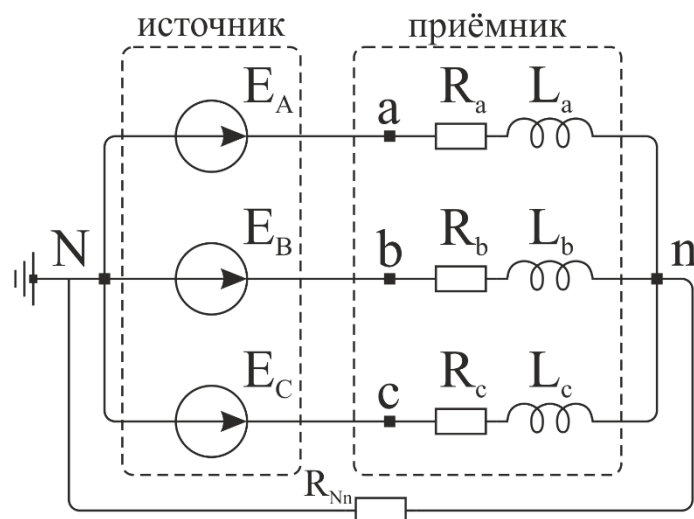 источник приёмник
E_A a R_a L_a
N E_B b R_b L_b n
E_C c R_c L_c
R_Nn